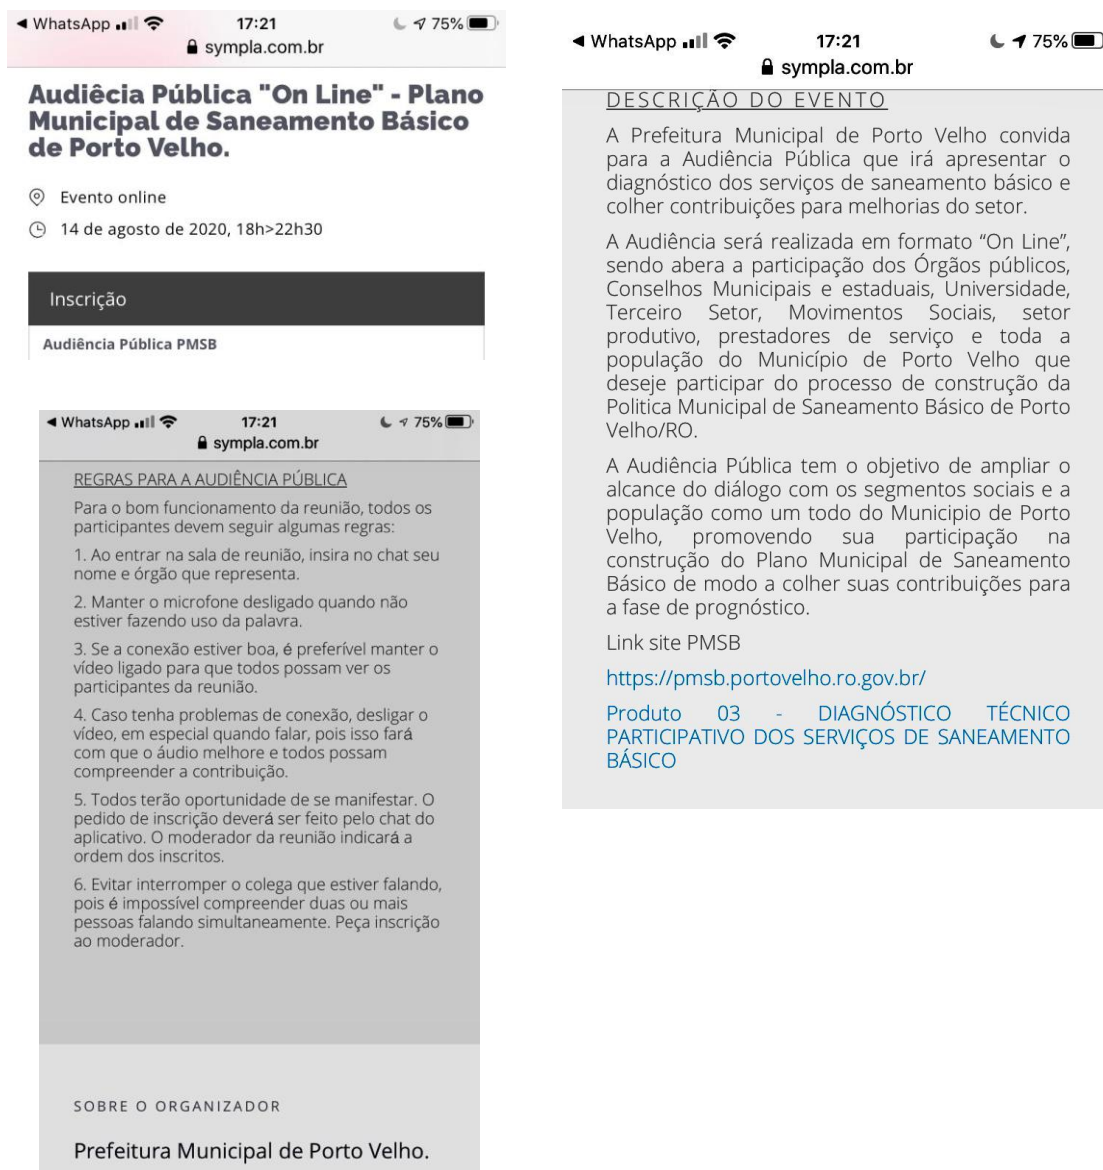 WhatsApp
17:21
75%
sympla.com.br
Audiêcia Pública "On Line" - Plano
Municipal de Saneamento Básico
de Porto Velho.
Evento online
14 de agosto de 2020, 18h>22h30
Inscrição
Audiência Pública PMSB
WhatsApp
17:21
75%
sympla.com.br
REGRAS PARA A AUDIÊNCIA PÚBLICA
Para o bom funcionamento da reunião, todos os
participantes devem seguir algumas regras:
1. Ao entrar na sala de reunião, insira no chat seu
nome e órgão que representa.
2. Manter o microfone desligado quando não
estiver fazendo uso da palavra.
3. Se a conexão estiver boa, é preferível manter o
vídeo ligado para que todos possam ver os
participantes da reunião.
4. Caso tenha problemas de conexão, desligar o
vídeo, em especial quando falar, pois isso fará
com que o áudio melhore e todos possam
compreender a contribuição.
5. Todos terão oportunidade de se manifestar. O
pedido de inscrição deverá ser feito pelo chat do
aplicativo. O moderador da reunião indicará a
ordem dos inscritos.
6. Evitar interromper o colega que estiver falando,
pois é impossível compreender duas ou mais
pessoas falando simultaneamente. Peça inscrição
ao moderador.
SOBRE O ORGANIZADOR
Prefeitura Municipal de Porto Velho.
WhatsApp
17:21
75%
sympla.com.br
DESCRIÇÃO DO EVENTO
A Prefeitura Municipal de Porto Velho convida
para a Audiência Pública que irá apresentar o
diagnóstico dos serviços de saneamento básico e
colher contribuições para melhorias do setor.
A Audiência será realizada em formato “On Line”,
sendo abera a participação dos Órgãos públicos,
Conselhos Municipais e estaduais, Universidade,
Terceiro Setor, Movimentos Sociais, setor
produtivo, prestadores de serviço e toda a
população do Município de Porto Velho que
deseje participar do processo de construção da
Politica Municipal de Saneamento Básico de Porto
Velho/RO.
A Audiência Pública tem o objetivo de ampliar o
alcance do diálogo com os segmentos sociais e a
população como um todo do Municipio de Porto
Velho, promovendo sua participação na
construção do Plano Municipal de Saneamento
Básico de modo a colher suas contribuições para
a fase de prognóstico.
Link site PMSB
https://pmsb.portovelho.ro.gov.br/
Produto 03 - DIAGNÓSTICO TÉCNICO
PARTICIPATIVO DOS SERVIÇOS DE SANEAMENTO
BÁSICO